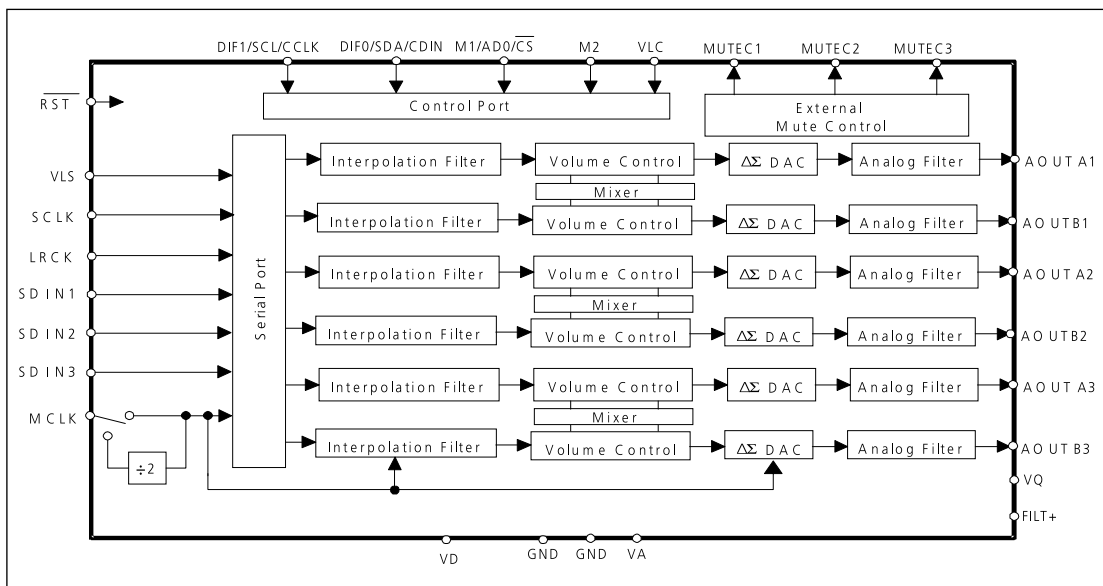 DIF1/SCL/CCLK DIF0/SDA/CDIN M1/AD0/CS M2 VLC MUTEC1 MUTEC2 MUTEC3
RST
Control Port
External
Mute Control
VLS
SCLK
LRCK
SDIN1
SDIN2
SDIN3
MCLK
÷2
Serial Port
Interpolation Filter Volume Control ΔΣ DAC Analog Filter AOUTA1
Mixer
Interpolation Filter Volume Control ΔΣ DAC Analog Filter AOUTB1
Interpolation Filter Volume Control ΔΣ DAC Analog Filter AOUTA2
Mixer
Interpolation Filter Volume Control ΔΣ DAC Analog Filter AOUTB2
Interpolation Filter Volume Control ΔΣ DAC Analog Filter AOUTA3
Mixer
Interpolation Filter Volume Control ΔΣ DAC Analog Filter AOUTB3
VQ
FILT+
VD GND GND VA